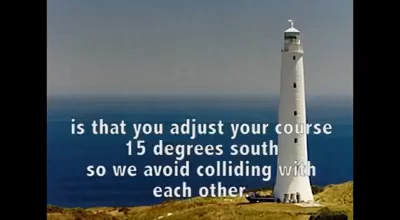 is that you adjust your course
15 degrees south
so we avoid colliding with
each other.